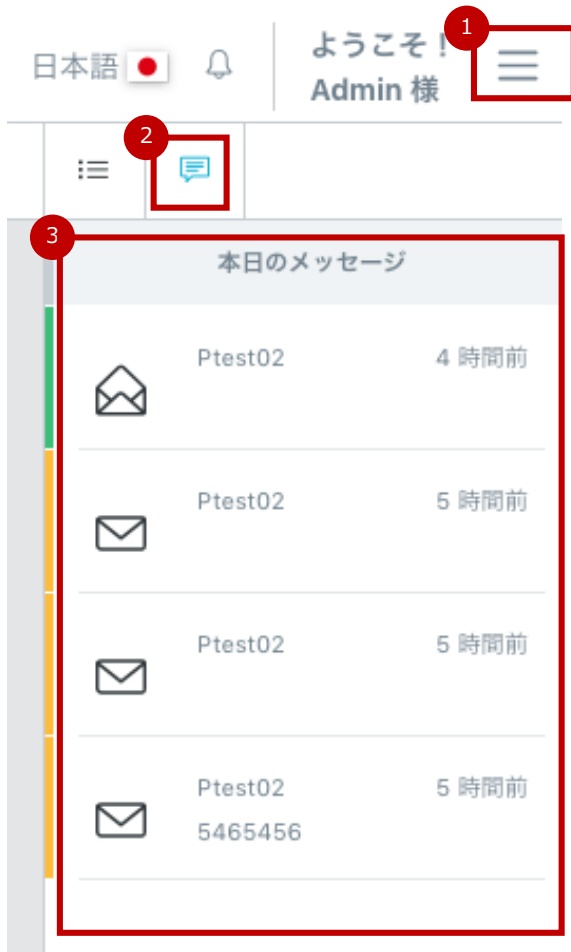 1
日本語
ようこそ！
Admin 様
2
3
本日のメッセージ
Ptest02 4 時間前
Ptest02 5 時間前
Ptest02 5 時間前
Ptest02 5 時間前
5465456